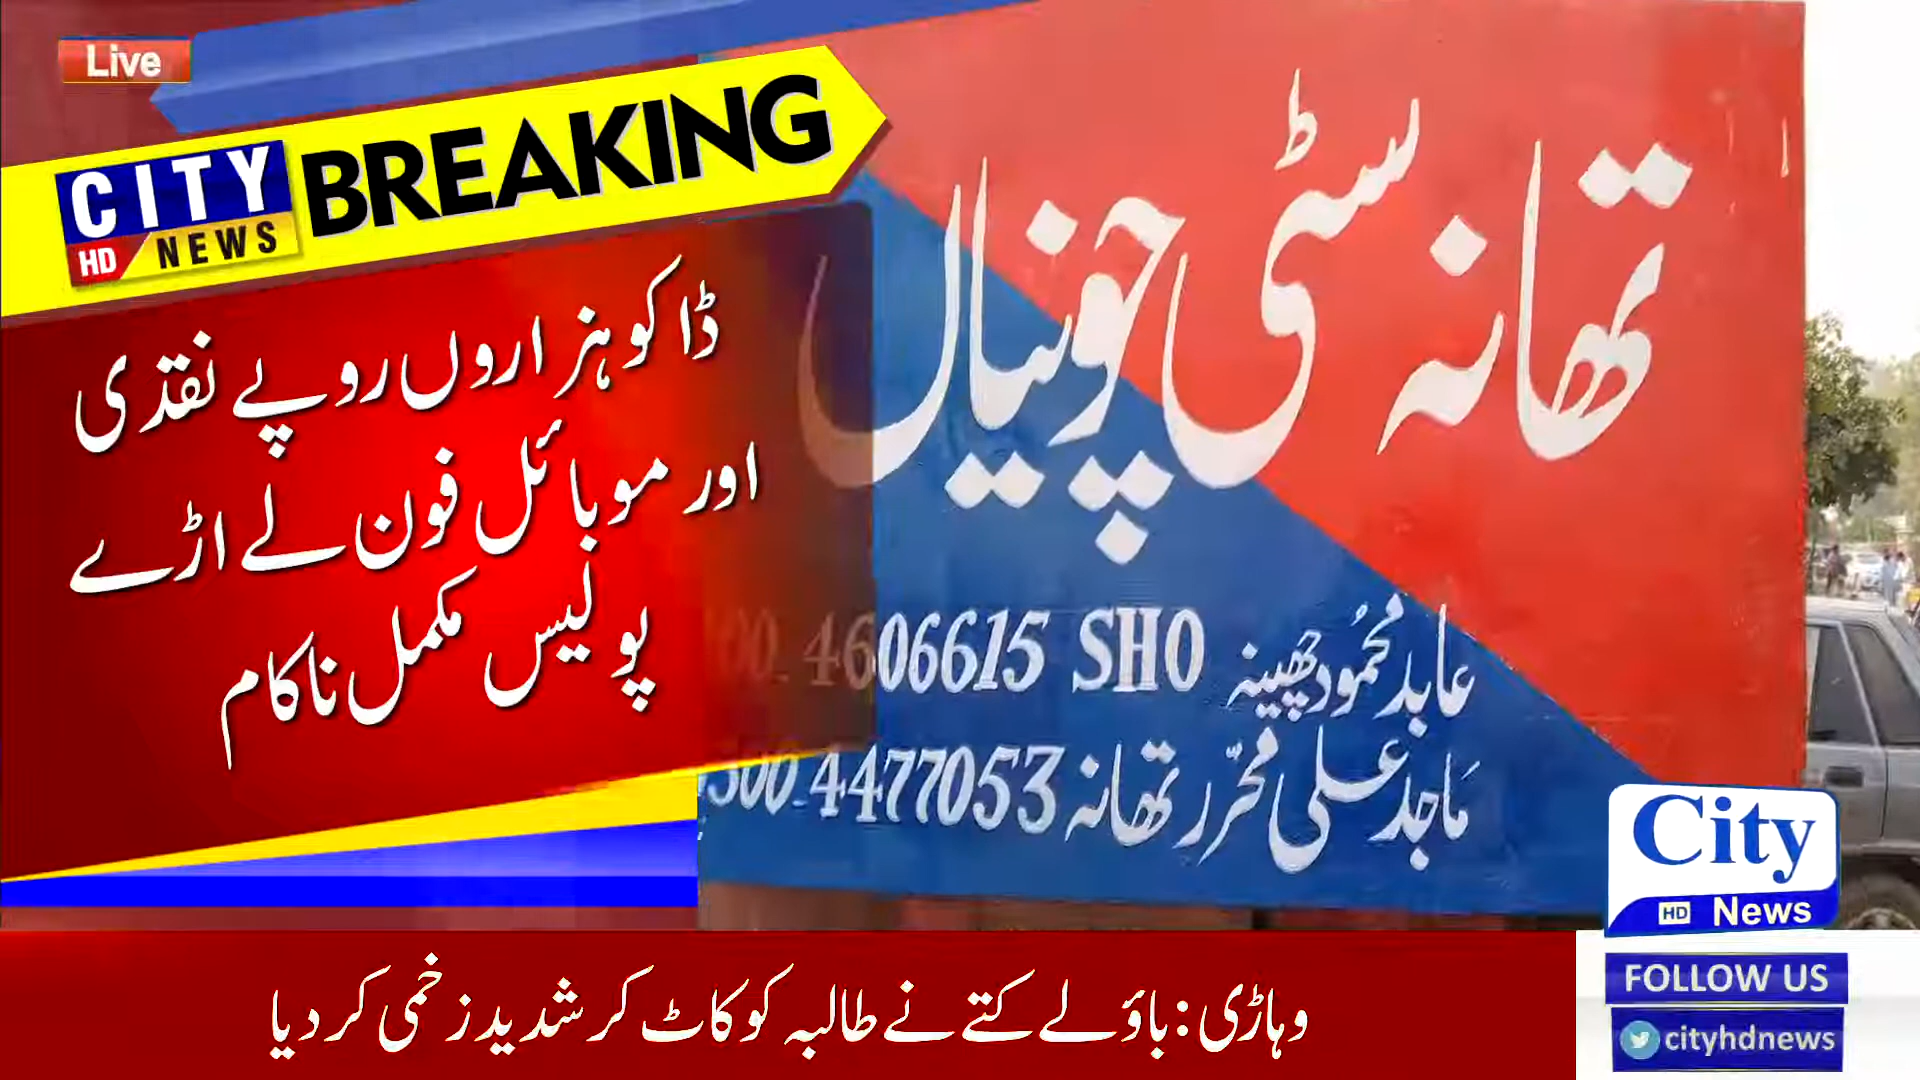 Live
CITY
HD NEWS
BREAKING
ڈاکو ہزاروں روپے نقدی
اور موبائل فون لے اڑے
پولیس مکمل ناکام
تھانہ سٹی چونیاں
عابد محمود چھینہ SHO 00_4606615
ماجد علی محرر تھانہ 300_4477053
City
HD News
FOLLOW US
cityhdnews
وہاڑی : باؤلے کتے نے طالبہ کو کاٹ کر شدید زخمی کر دیا